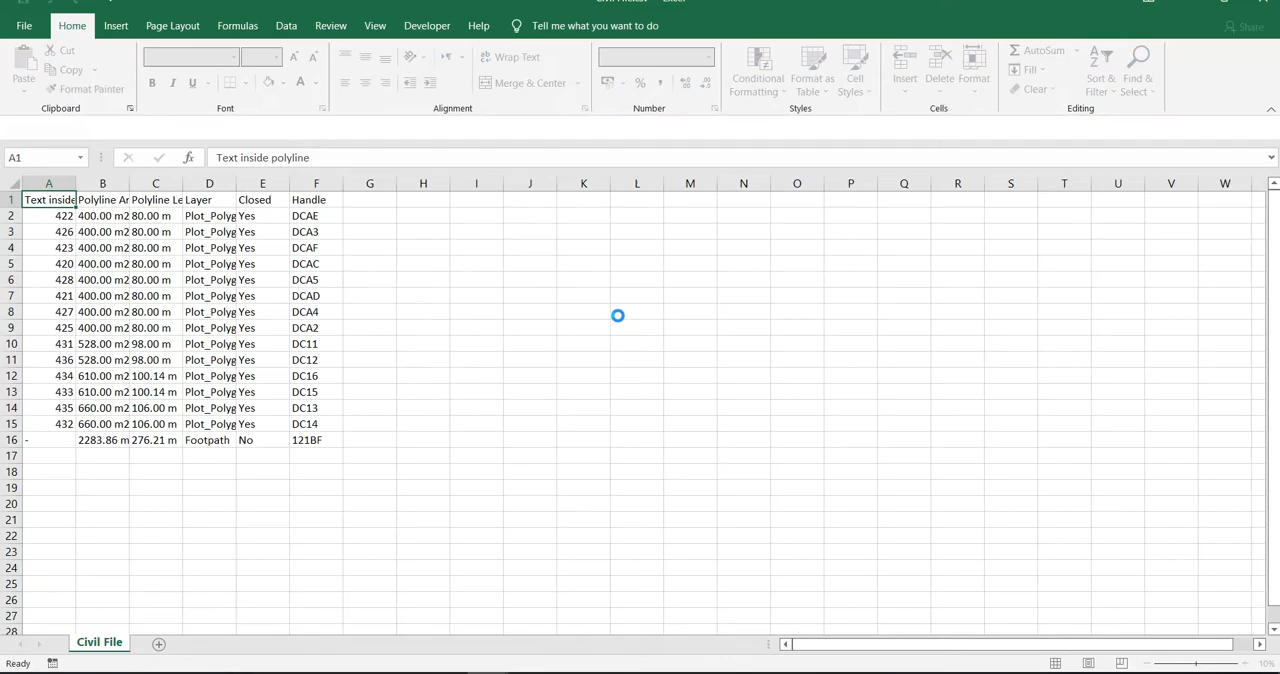 File Home Insert Page Layout Formulas Data Review View Developer Help Tell me what you want to do Share
Paste Cut Copy Format Painter Clipboard
Font
Wrap Text Merge & Center Alignment
% Number
Conditional Formatting Format as Table Cell Styles Styles
Insert Delete Format Cells
AutoSum Fill Clear Sort & Filter Find & Select Editing
A1 fx Text inside polyline
A B C D E F G H I J K L M N O P Q R S T U V W
1 Text inside Polyline Ar Polyline Le Layer Closed Handle
2 422 400.00 m2 80.00 m Plot_Polyg Yes DCAE
3 426 400.00 m2 80.00 m Plot_Polyg Yes DCA3
4 423 400.00 m2 80.00 m Plot_Polyg Yes DCAF
5 420 400.00 m2 80.00 m Plot_Polyg Yes DCAC
6 428 400.00 m2 80.00 m Plot_Polyg Yes DCA5
7 421 400.00 m2 80.00 m Plot_Polyg Yes DCAD
8 427 400.00 m2 80.00 m Plot_Polyg Yes DCA4
9 425 400.00 m2 80.00 m Plot_Polyg Yes DCA2
10 431 528.00 m2 98.00 m Plot_Polyg Yes DC11
11 436 528.00 m2 98.00 m Plot_Polyg Yes DC12
12 434 610.00 m2 100.14 m Plot_Polyg Yes DC16
13 433 610.00 m2 100.14 m Plot_Polyg Yes DC15
14 435 660.00 m2 106.00 m Plot_Polyg Yes DC13
15 432 660.00 m2 106.00 m Plot_Polyg Yes DC14
16 - 2283.86 m 276.21 m Footpath No 121BF
17
18
19
20
21
22
23
24
25
26
27
28
Civil File
Ready 10%